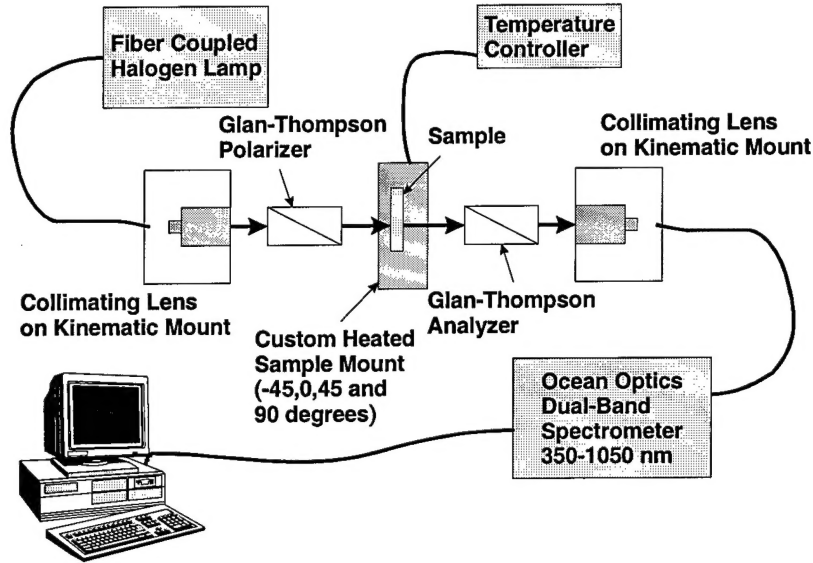 Fiber Coupled
Halogen Lamp
Temperature
Controller
Glan-Thompson
Polarizer
Sample
Collimating Lens
on Kinematic Mount
Collimating Lens
on Kinematic Mount
Custom Heated
Sample Mount
(-45,0,45 and
90 degrees)
Glan-Thompson
Analyzer
Ocean Optics
Dual-Band
Spectrometer
350-1050 nm